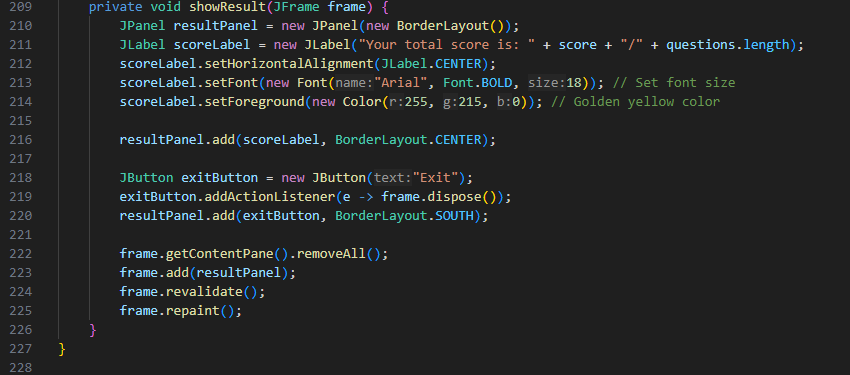 209 private void showResult(JFrame frame) {
210 JPanel resultPanel = new JPanel(new BorderLayout());
211 JLabel scoreLabel = new JLabel("Your total score is: " + score + "/" + questions.length);
212 scoreLabel.setHorizontalAlignment(JLabel.CENTER);
213 scoreLabel.setFont(new Font(name:"Arial", Font.BOLD, size:18)); // Set font size
214 scoreLabel.setForeground(new Color(r:255, g:215, b:0)); // Golden yellow color
215
216 resultPanel.add(scoreLabel, BorderLayout.CENTER);
217
218 JButton exitButton = new JButton(text:"Exit");
219 exitButton.addActionListener(e -> frame.dispose());
220 resultPanel.add(exitButton, BorderLayout.SOUTH);
221
222 frame.getContentPane().removeAll();
223 frame.add(resultPanel);
224 frame.revalidate();
225 frame.repaint();
226 }
227 }
228